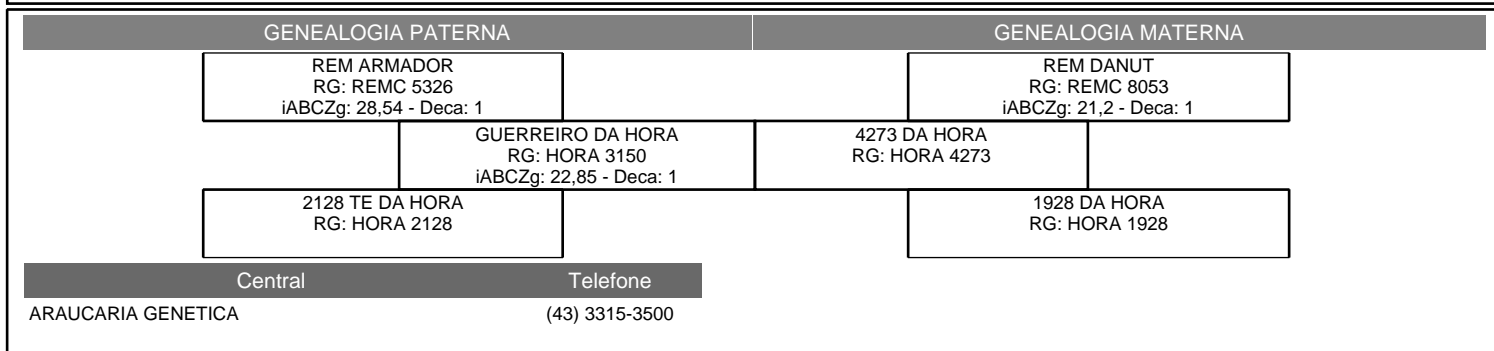 GENEALOGIA PATERNA
GENEALOGIA MATERNA
REM ARMADOR
RG: REMC 5326
iABCZg: 28,54 - Deca: 1
REM DANUT
RG: REMC 8053
iABCZg: 21,2 - Deca: 1
GUERREIRO DA HORA
RG: HORA 3150
iABCZg: 22,85 - Deca: 1
4273 DA HORA
RG: HORA 4273
2128 TE DA HORA
RG: HORA 2128
1928 DA HORA
RG: HORA 1928
Central
Telefone
ARAUCARIA GENETICA
(43) 3315-3500